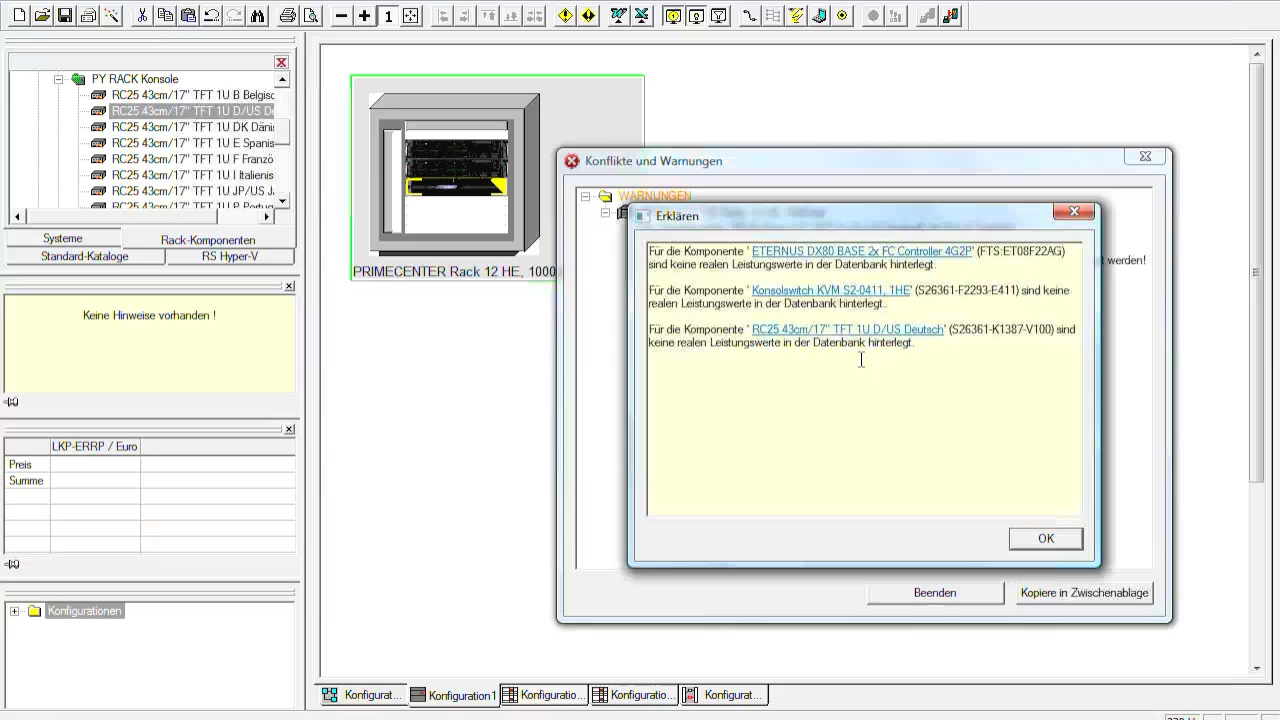 1
PY RACK Konsole
RC25 43cm/17" TFT 1U B Belgisc
RC25 43cm/17" TFT 1U D/US De
RC25 43cm/17" TFT 1U DK Dänis
RC25 43cm/17" TFT 1U E Spanis
RC25 43cm/17" TFT 1U F Franzö
RC25 43cm/17" TFT 1U I Italienis
RC25 43cm/17" TFT 1U JP/US J
RC25 43cm/17" TFT 1U P Portug
Systeme
Rack-Komponenten
Standard-Kataloge
RS Hyper-V
Keine Hinweise vorhanden !
LKP-ERRP / Euro
Preis
Summe
Konfigurationen
PRIMECENTER Rack 12 HE, 1000
Konflikte und Warnungen
WARNUNGEN
t werden!
Erklären
Für die Komponente ' ETERNUS DX80 BASE 2x FC Controller 4G2P' (FTS:ET08F22AG)
sind keine realen Leistungswerte in der Datenbank hinterlegt.
Für die Komponente ' Konsolswitch KVM S2-0411, 1HE' (S26361-F2293-E411) sind keine
realen Leistungswerte in der Datenbank hinterlegt.
Für die Komponente ' RC25 43cm/17" TFT 1U D/US Deutsch' (S26361-K1387-V100) sind
keine realen Leistungswerte in der Datenbank hinterlegt.
OK
Beenden
Kopiere in Zwischenablage
Konfigurat...
Konfiguration1
Konfiguratio...
Konfiguratio...
Konfigurat...